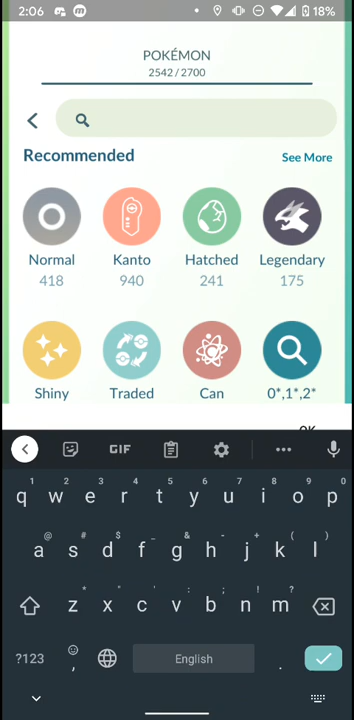 2:06 18%
POKÉMON
2542 / 2700
Recommended See More
Normal Kanto Hatched Legendary
418 940 241 175
Shiny Traded Can 0*,1*,2*
GIF
1 2 3 4 5 6 7 8 9 0
q w e r t y u i o p
@ # $ _ & - + ( )
a s d f g h j k l
* " ' : ; ! ?
z x c v b n m
?123 , English .